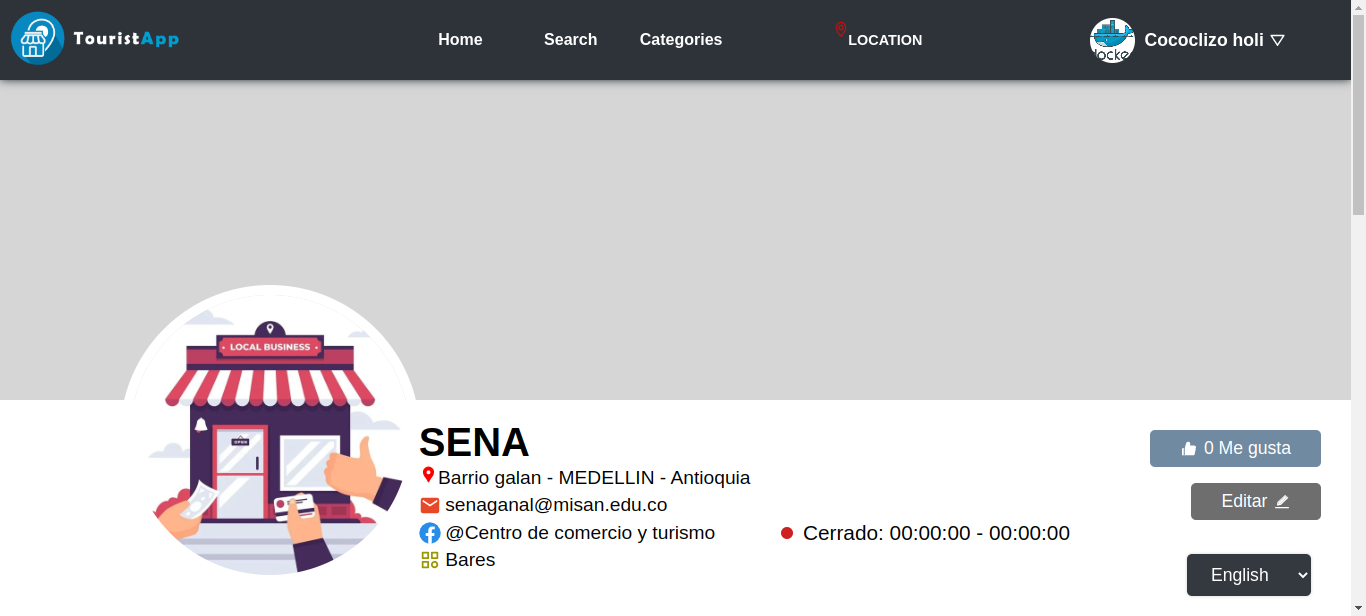 TouristApp
Home
Search
Categories
LOCATION
docke
Cococlizo holi
LOCAL BUSINESS
OPEN
SENA
Barrio galan - MEDELLIN - Antioquia
senaganal@misan.edu.co
@Centro de comercio y turismo
Bares
Cerrado: 00:00:00 - 00:00:00
0 Me gusta
Editar
English